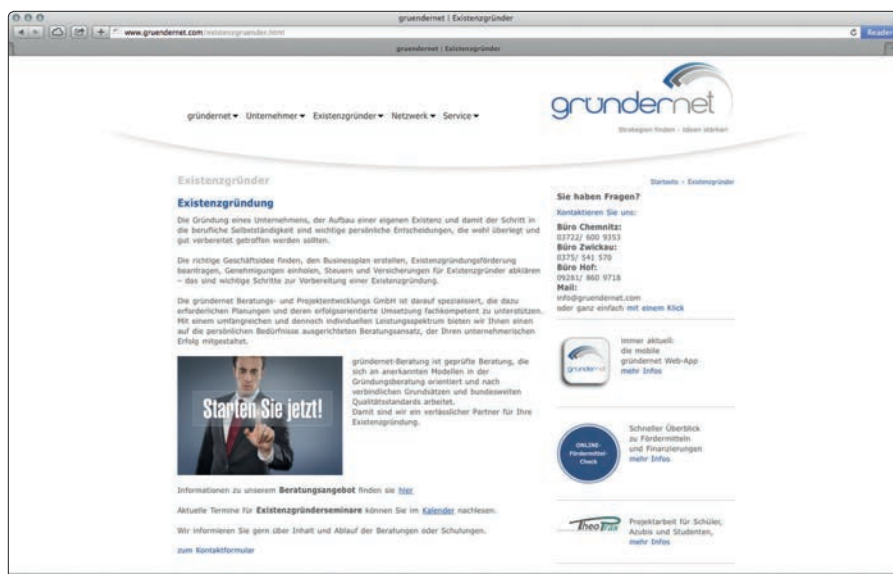 gruendernet | Existenzgründer
www.gruendernet.com/existenzgruender.html
Reader
gruendernet | Existenzgründer
gründernet Unternehmer Existenzgründer Netzwerk Service
gründernet
Strategien finden - Ideen stärken
Existenzgründer
Existenzgründung
Die Gründung eines Unternehmens, der Aufbau einer eigenen Existenz und damit der Schritt in
die berufliche Selbstständigkeit sind wichtige persönliche Entscheidungen, die wohl überlegt und
gut vorbereitet getroffen werden sollten.
Die richtige Geschäftsidee finden, den Businessplan erstellen, Existenzgründungsförderung
beantragen, Genehmigungen einholen, Steuern und Versicherungen für Existenzgründer abklären
– das sind wichtige Schritte zur Vorbereitung einer Existenzgründung.
Die gründernet Beratungs- und Projektentwicklungs GmbH ist darauf spezialisiert, die dazu
erforderlichen Planungen und deren erfolgsorientierte Umsetzung fachkompetent zu unterstützen.
Mit einem umfangreichen und dennoch individuellen Leistungsspektrum bieten wir Ihnen einen
auf die persönlichen Bedürfnisse ausgerichteten Beratungsansatz, der Ihren unternehmerischen
Erfolg mitgestaltet.
Starten Sie jetzt!
gründernet-Beratung ist geprüfte Beratung, die
sich an anerkannten Modellen in der
Gründungsberatung orientiert und nach
verbindlichen Grundsätzen und bundesweiten
Qualitätsstandards arbeitet.
Damit sind wir ein verlässlicher Partner für Ihre
Existenzgründung.
Informationen zu unserem Beratungsangebot finden sie hier
Aktuelle Termine für Existenzgründerseminare können Sie im Kalender nachlesen.
Wir informieren Sie gern über Inhalt und Ablauf der Beratungen oder Schulungen.
zum Kontaktformular
Startseite - Existenzgründer
Sie haben Fragen?
Kontaktieren Sie uns:
Büro Chemnitz:
03722/ 600 9353
Büro Zwickau:
0375/ 541 570
Büro Hof:
09281/ 860 9718
Mail:
info@gruendernet.com
oder ganz einfach mit einem Klick
gründernet
Immer aktuell:
die mobile
gründernet Web-App
mehr Infos
ONLINE-
Fördermittel-
Check
Schneller Überblick
zu Fördermitteln
und Finanzierungen
mehr Infos
TheoPrax
Projektarbeit für Schüler,
Azubis und Studenten,
mehr Infos